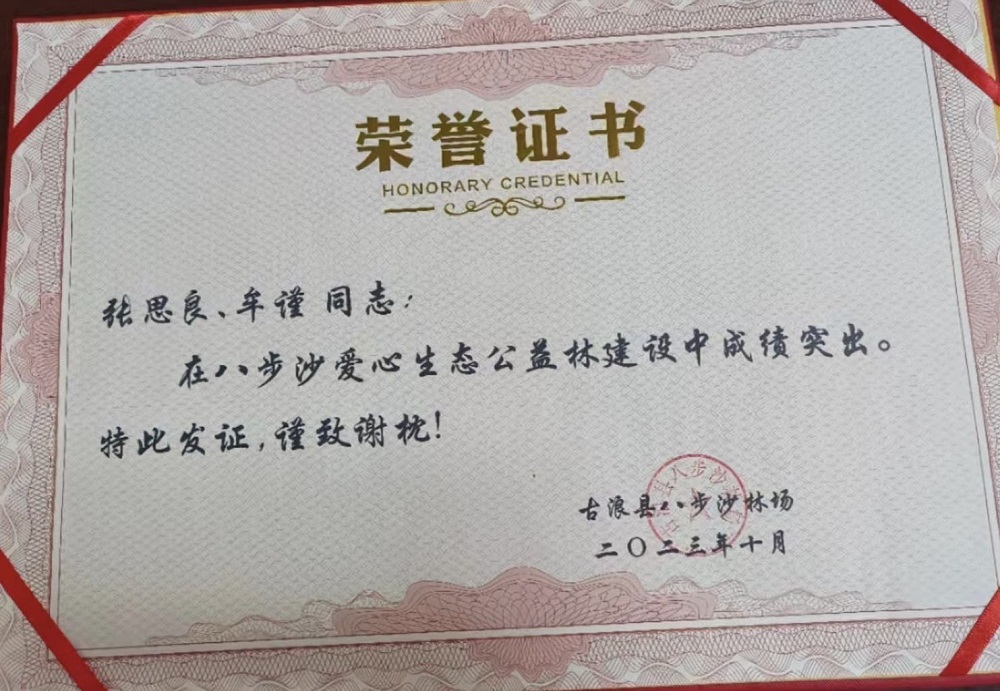 荣誉证书
HONORARY CREDENTIAL
张思良、牟谨 同志：
在八步沙爱心生态公益林建设中成绩突出。
特此发证，谨致谢忱！
古浪县八步沙林场
二〇二三年十月